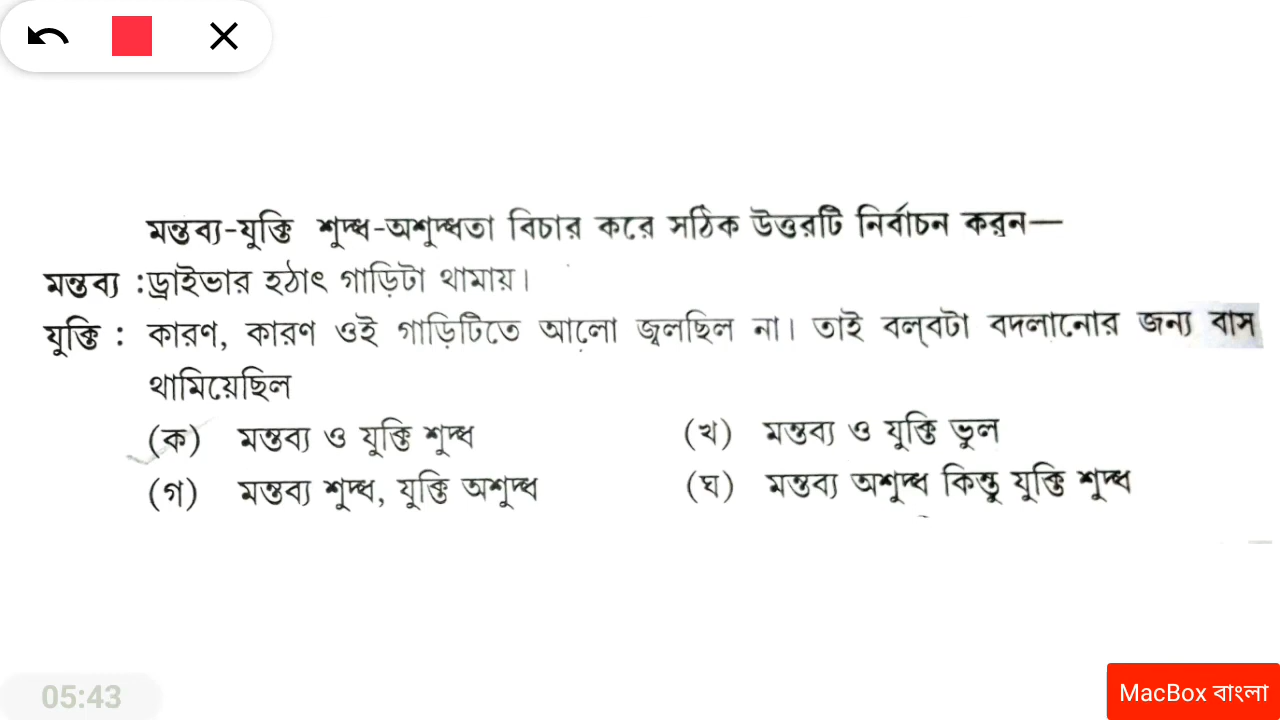 মন্তব্য-যুক্তি শুদ্ধ-অশুদ্ধতা বিচার করে সঠিক উত্তরটি নির্বাচন করুন—
মন্তব্য : ড্রাইভার হঠাৎ গাড়িটা থামায়।
যুক্তি : কারণ, কারণ ওই গাড়িটিতে আলো জ্বলছিল না। তাই বল্‌বটা বদলানোর জন্য বাস
থামিয়েছিল
(ক) মন্তব্য ও যুক্তি শুদ্ধ (খ) মন্তব্য ও যুক্তি ভুল
(গ) মন্তব্য শুদ্ধ, যুক্তি অশুদ্ধ (ঘ) মন্তব্য অশুদ্ধ কিন্তু যুক্তি শুদ্ধ
05:43
MacBox বাংলা